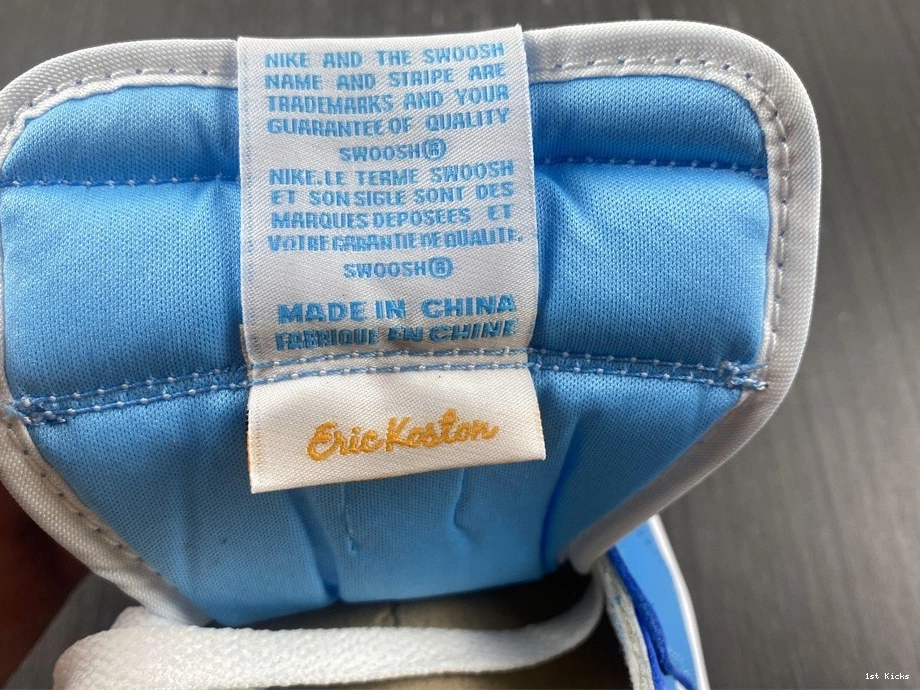 NIKE AND THE SWOOSH
NAME AND STRIPE ARE
TRADEMARKS AND YOUR
GUARANTEE OF QUALITY
SWOOSH®
NIKE.LE TERME SWOOSH
ET SON SIGLE SONT DES
MARQUES DEPOSEES ET
VOTRE GARANTIE DE QUALITE.
SWOOSH®
MADE IN CHINA
FABRIQUE EN CHINE
Eric Koston
1st Kicks